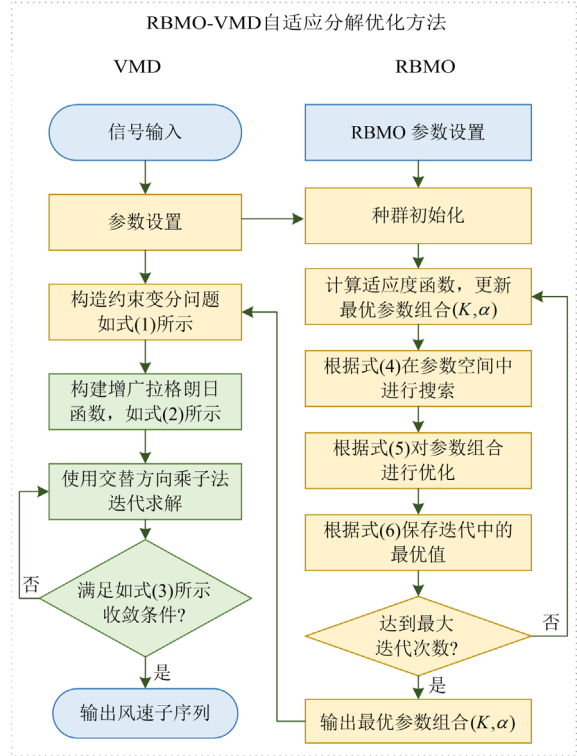 RBMO-VMD自适应分解优化方法
VMD
信号输入
参数设置
构造约束变分问题
如式(1)所示
构建增广拉格朗日
函数，如式(2)所示
使用交替方向乘子法
迭代求解
满足如式(3)所示
收敛条件?
否
是
输出风速子序列
RBMO
RBMO 参数设置
种群初始化
计算适应度函数，更新
最优参数组合(K,α)
根据式(4)在参数空间中
进行搜索
根据式(5)对参数组合
进行优化
根据式(6)保存迭代中的
最优值
达到最大
迭代次数?
否
是
输出最优参数组合(K,α)